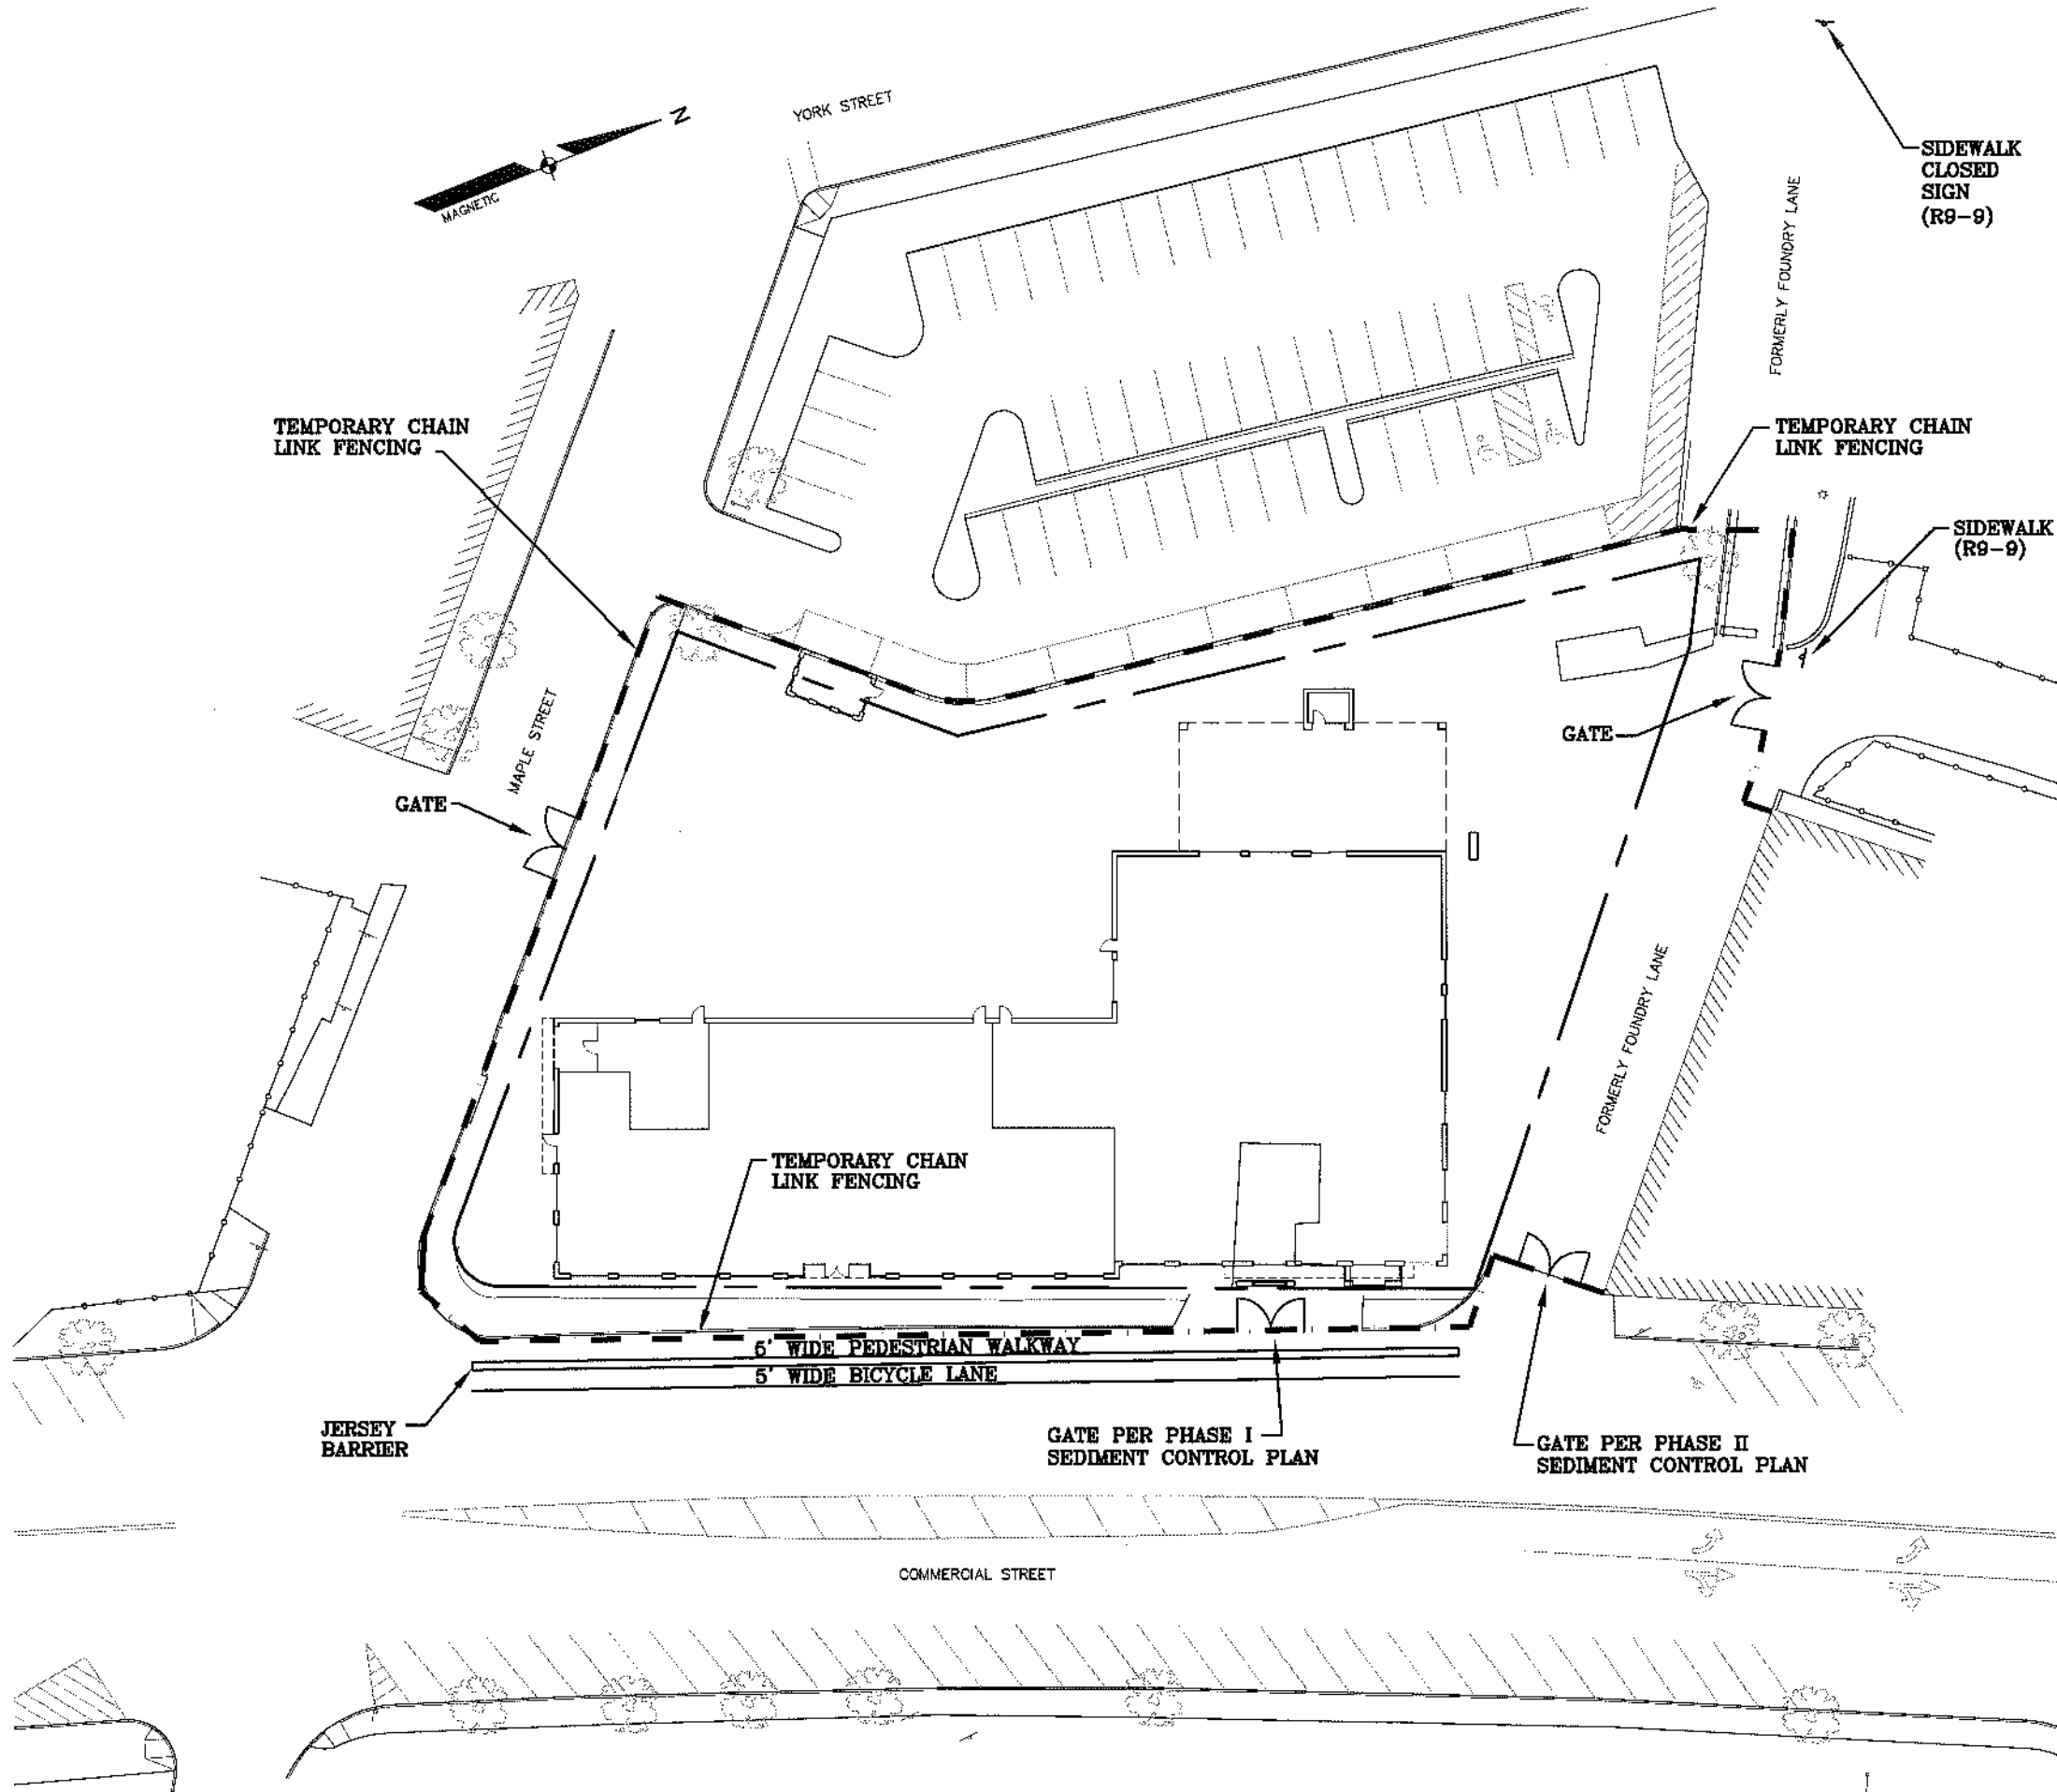 YORK STREET
N
MAGNETIC
SIDEWALK
CLOSED
SIGN
(R9-9)
FORMERLY FOUNDRY LANE
TEMPORARY CHAIN
LINK FENCING
TEMPORARY CHAIN
LINK FENCING
SIDEWALK
(R9-9)
MAPLE STREET
GATE
GATE
FORMERLY FOUNDRY LANE
TEMPORARY CHAIN
LINK FENCING
6' WIDE PEDESTRIAN WALKWAY
5' WIDE BICYCLE LANE
JERSEY
BARRIER
GATE PER PHASE I
SEDIMENT CONTROL PLAN
GATE PER PHASE II
SEDIMENT CONTROL PLAN
COMMERCIAL STREET